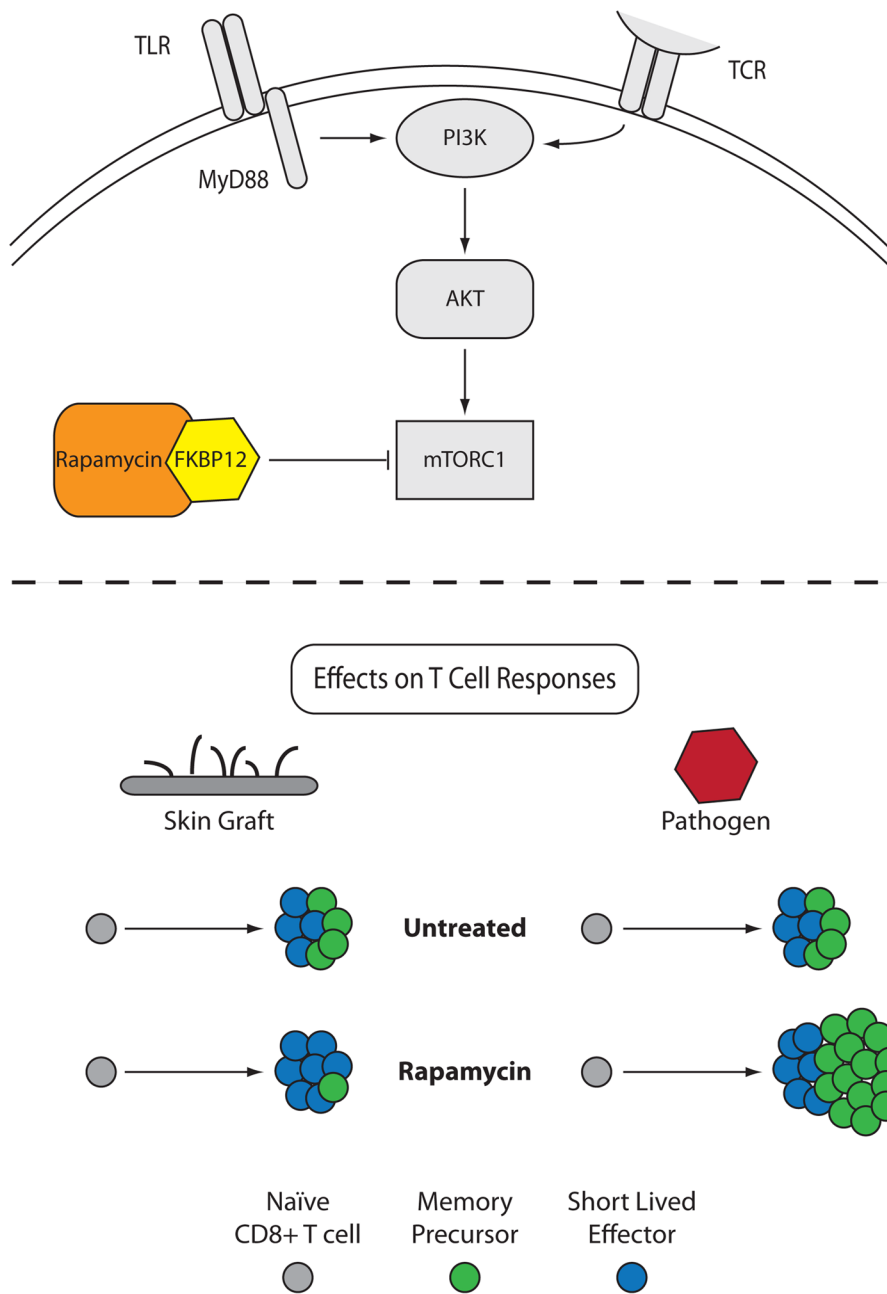 TLR
TCR
PI3K
MyD88
AKT
Rapamycin
FKBP12
mTORC1
Effects on T Cell Responses
Skin Graft
Pathogen
Untreated
Rapamycin
Naïve
CD8+ T cell
Memory
Precursor
Short Lived
Effector